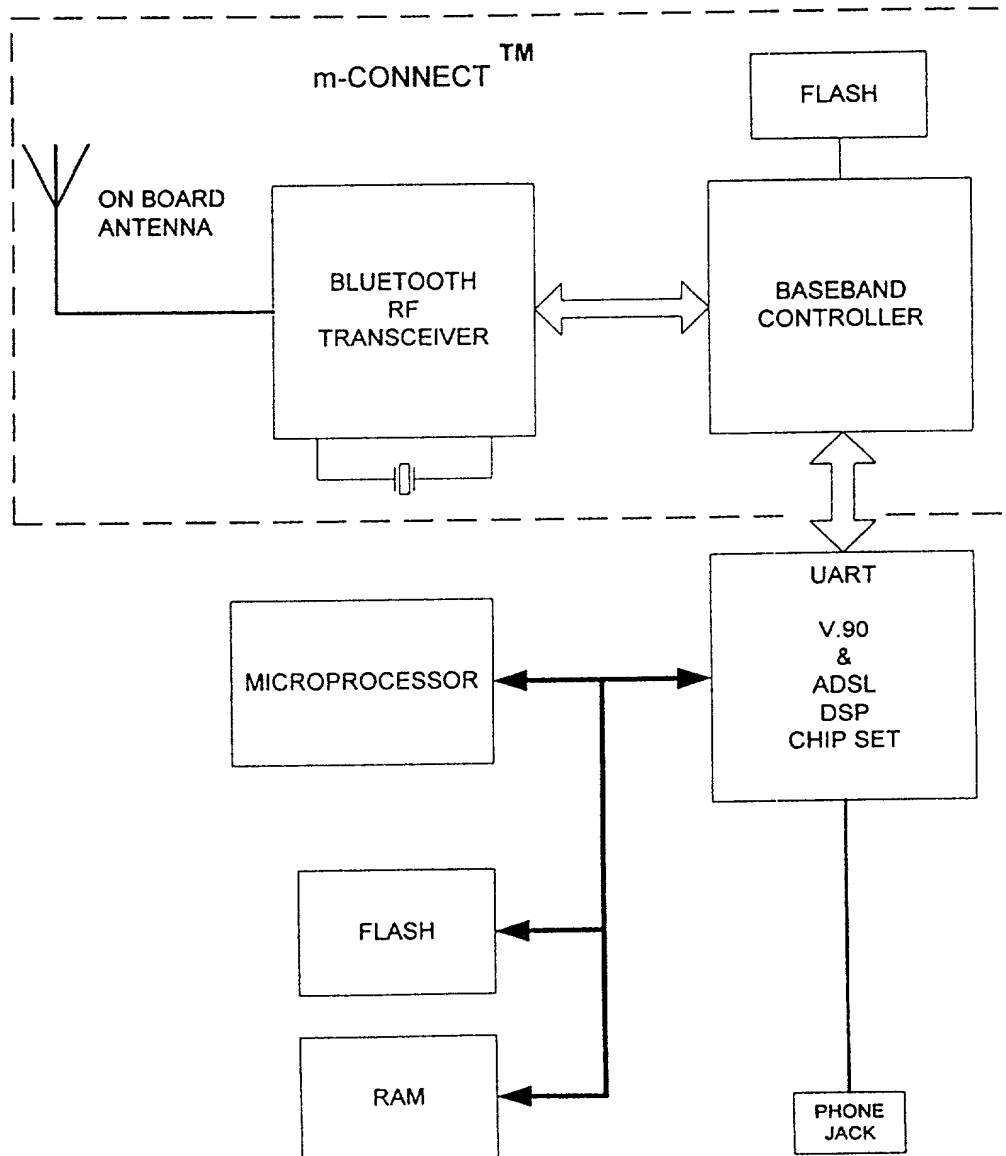 m-CONNECT TM
FLASH
ON BOARD
ANTENNA
BLUETOOTH
RF
TRANSCEIVER
BASEBAND
CONTROLLER
UART
V.90
&
ADSL
DSP
CHIP SET
MICROPROCESSOR
FLASH
RAM
PHONE
JACK